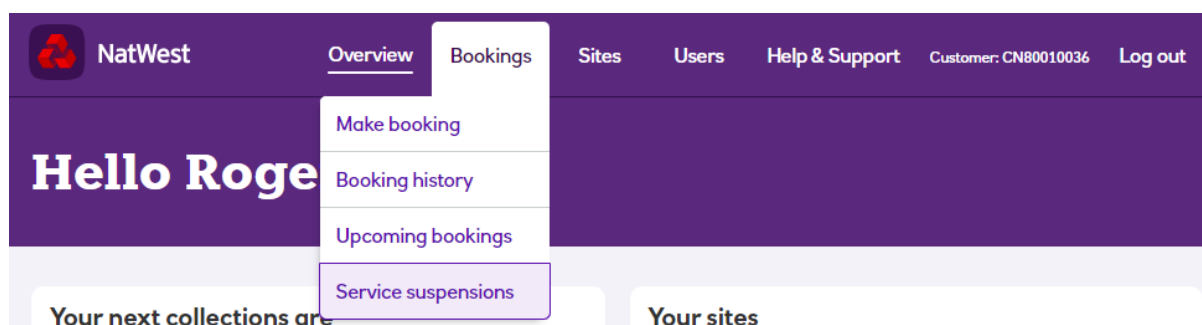 NatWest Overview Bookings Sites Users Help & Support Customer: CN80010036 Log out
Make booking
Hello Roge
Booking history
Upcoming bookings
Service suspensions
Your next collections are
Your sites